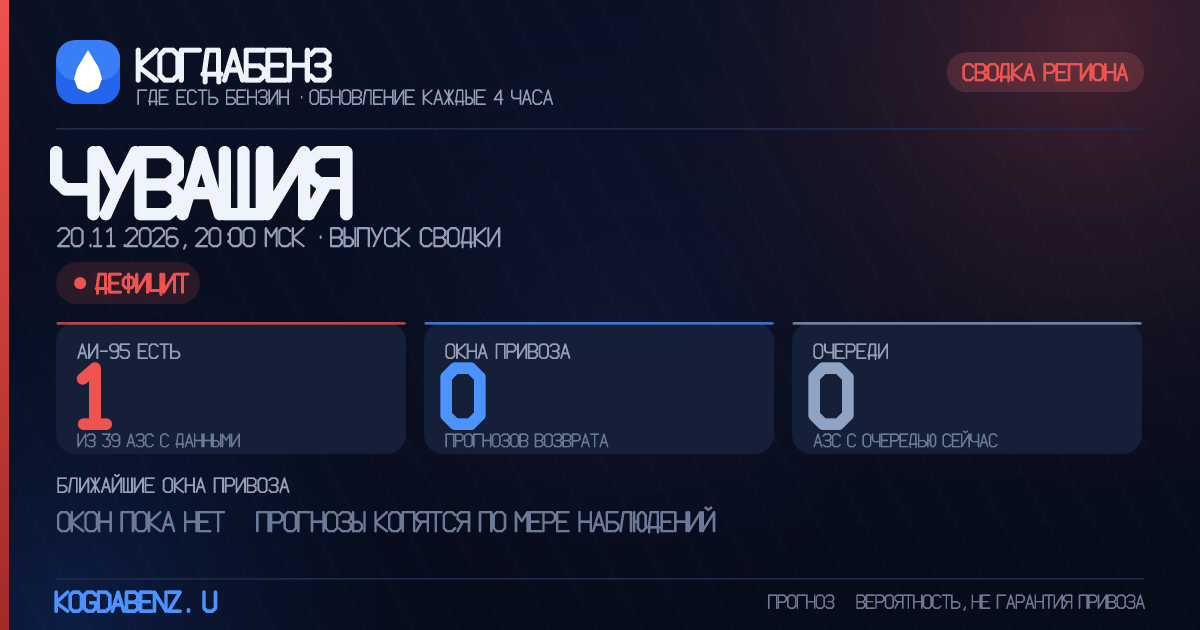 КОГДАБЕНЗ
ГДЕ ЕСТЬ БЕНЗИН · ОБНОВЛЕНИЕ КАЖДЫЕ 4 ЧАСА
СВОДКА РЕГИОНА
ЧУВАШИЯ
20.11.2026, 20:00 МСК · ВЫПУСК СВОДКИ
• ДЕФИЦИТ
АИ-95 ЕСТЬ
1
ИЗ 39 АЗС С ДАННЫМИ
ОКНА ПРИВОЗА
0
ПРОГНОЗОВ ВОЗВРАТА
ОЧЕРЕДИ
0
АЗС С ОЧЕРЕДЬЮ СЕЙЧАС
БЛИЖАЙШИЕ ОКНА ПРИВОЗА
ОКОН ПОКА НЕТ ПРОГНОЗЫ КОПЯТСЯ ПО МЕРЕ НАБЛЮДЕНИЙ
KOGDABENZ. U
ПРОГНОЗ ВЕРОЯТНОСТЬ, НЕ ГАРАНТИЯ ПРИВОЗА